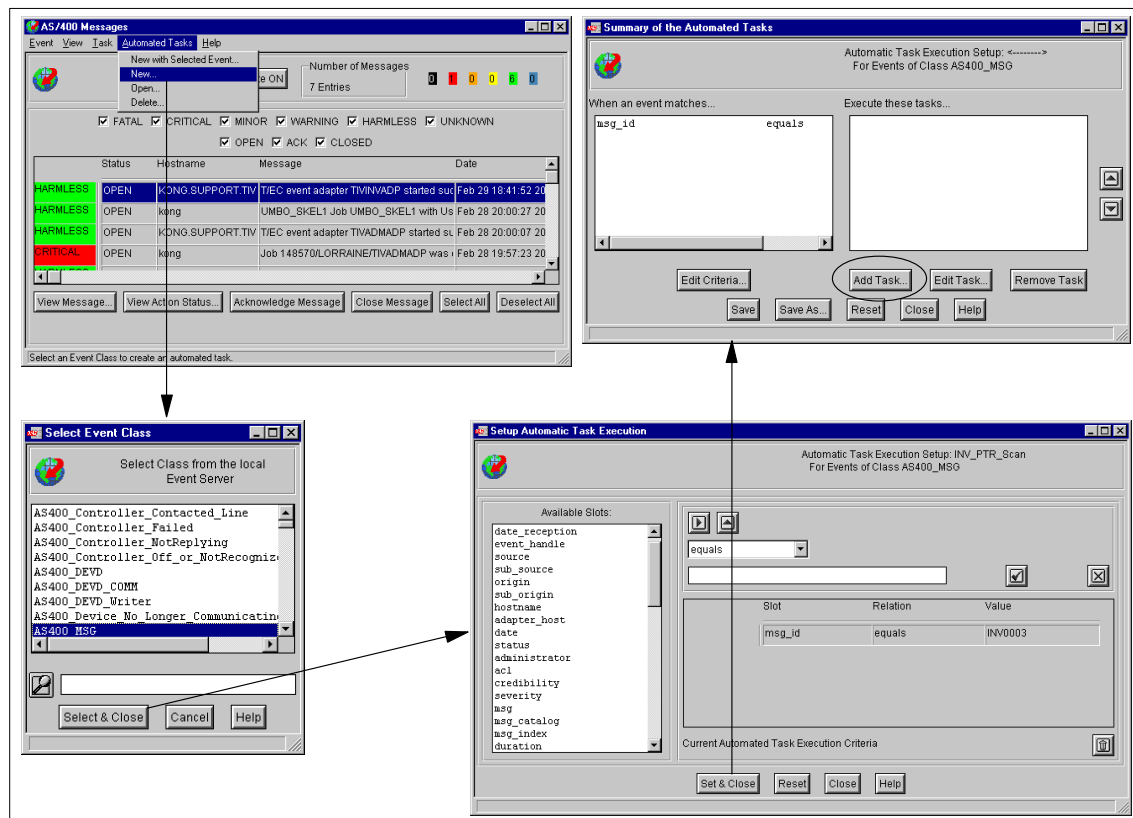 AS/400 Messages
Event View Task Automated Tasks Help
New with Selected Event...
New...
Open...
Delete...
ON
Number of Messages
7 Entries
0 1 0 0 6 0
FATAL CRITICAL MINOR WARNING HARMLESS UNKNOWN
OPEN ACK CLOSED
Status Hostname Message Date
HARMLESS OPEN KONG.SUPPORT.TIV T/EC event adapter TIVINVADP started suc Feb 29 18:41:52 20
HARMLESS OPEN kong UMBO_SKEL1 Job UMBO_SKEL1 with Us Feb 28 20:00:27 20
HARMLESS OPEN KONG.SUPPORT.TIV T/EC event adapter TIVADMADP started su Feb 28 20:00:07 20
CRITICAL OPEN kong Job 148570/LORRAINE/TIVADMADP was Feb 28 19:57:23 20
View Message... View Action Status... Acknowledge Message Close Message Select All Deselect All
Select an Event Class to create an automated task.
Summary of the Automated Tasks
Automatic Task Execution Setup: <-------->
For Events of Class AS400_MSG
When an event matches... Execute these tasks...
msg_id equals
Edit Criteria... Add Task... Edit Task... Remove Task
Save Save As... Reset Close Help
Select Event Class
Select Class from the local
Event Server
AS400_Controller_Contacted_Line
AS400_Controller_Failed
AS400_Controller_NotReplying
AS400_Controller_Off_or_NotRecogniz
AS400_DEVD
AS400_DEVD_COMM
AS400_DEVD_Writer
AS400_Device_No_Longer_Communicatin
AS400_MSG
Select & Close Cancel Help
Setup Automatic Task Execution
Automatic Task Execution Setup: INV_PTR_Scan
For Events of Class AS400_MSG
Available Slots:
date_reception
event_handle
source
sub_source
origin
sub_origin
hostname
adapter_host
date
status
administrator
acl
credibility
severity
msg
msg_catalog
msg_index
duration
equals
Slot Relation Value
msg_id equals INV0003
Current Automated Task Execution Criteria
Set & Close Reset Close Help